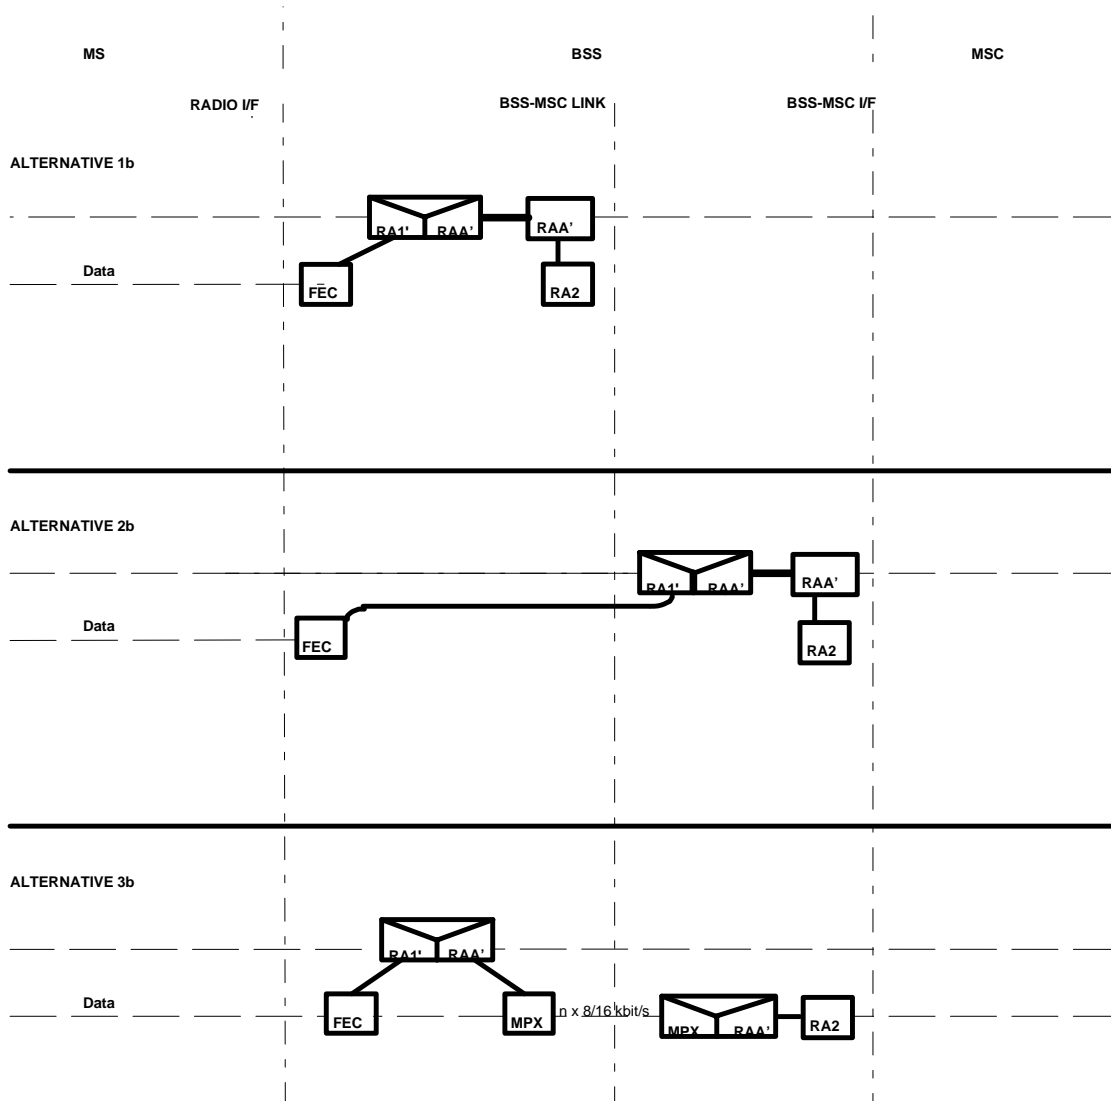 MS BSS MSC
RADIO I/F BSS-MSC LINK BSS-MSC I/F
ALTERNATIVE 1b
RA1' RAA' RAA'
Data
FEC RA2
ALTERNATIVE 2b
RA1' RAA' RAA'
Data
FEC RA2
ALTERNATIVE 3b
RA1' RAA'
Data
FEC MPX n x 8/16 kbit/s MPX RAA' RA2